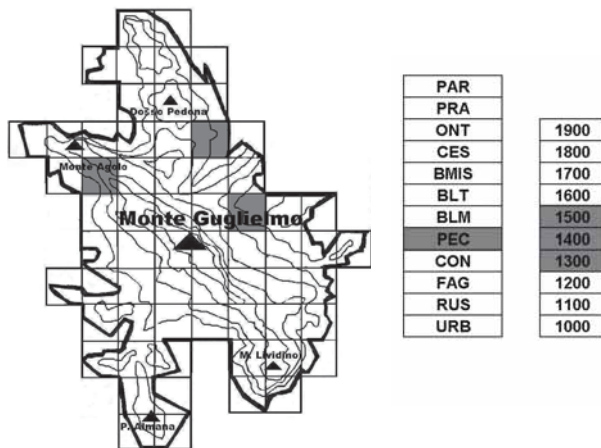 Dosso Pedona
Monte Agolo
Monte Guglielmo
M. Lividino
P. Almana
PAR
PRA
ONT
CES
BMIS
BLT
BLM
PEC
CON
FAG
RUS
URB
1900
1800
1700
1600
1500
1400
1300
1200
1100
1000